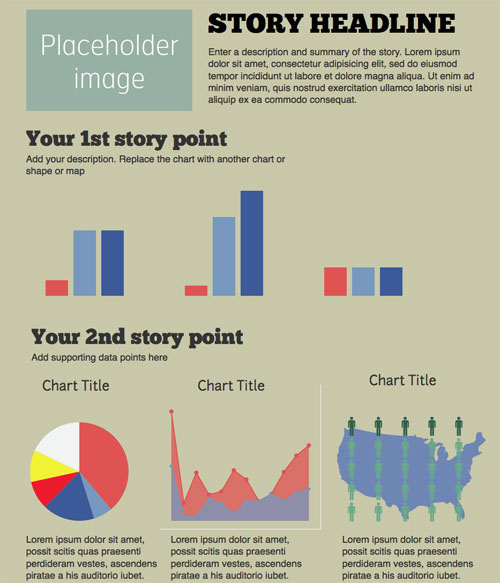 Placeholder
image
STORY HEADLINE
Enter a description and summary of the story. Lorem ipsum
dolor sit amet, consectetur adipisicing elit, sed do eiusmod
tempor incididunt ut labore et dolore magna aliqua. Ut enim ad
minim veniam, quis nostrud exercitation ullamco laboris nisi ut
aliquip ex ea commodo consequat.
Your 1st story point
Add your description. Replace the chart with another chart or
shape or map
Your 2nd story point
Add supporting data points here
Chart Title
Chart Title
Chart Title
Lorem ipsum dolor sit amet,
possit scitis quas praesenti
perdiderat verbis, ascendens
piratae a his auditorio iubet.
Lorem ipsum dolor sit amet,
possit scitis quas praesenti
perdiderat verbis, ascendens
piratae a his auditorio iubet.
Lorem ipsum dolor sit amet,
possit scitis quas praesenti
perdiderat verbis, ascendens
piratae a his auditorio iubet.